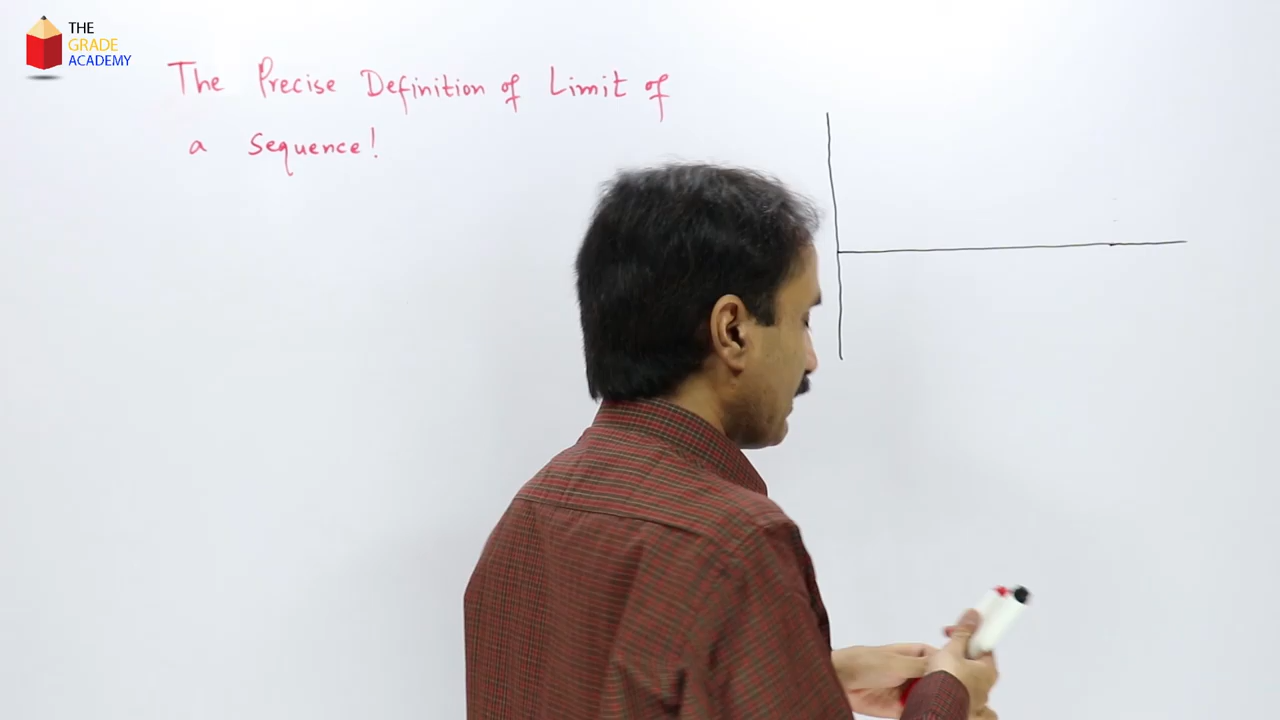 THE
GRADE
ACADEMY
The Precise Definition of Limit of
a Sequence!